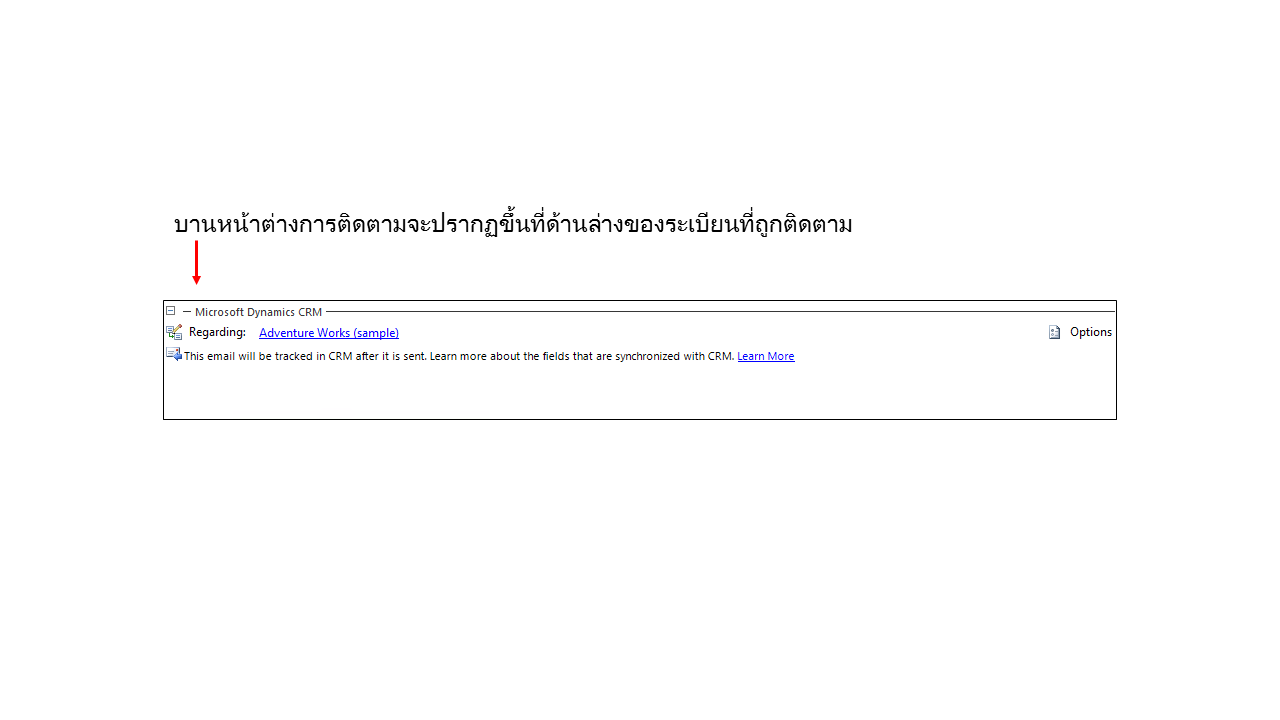 บานหน้าต่างการติดตามจะปรากฏขึ้นที่ด้านล่างของระเบียนที่ถูกติดตาม
Microsoft Dynamics CRM
Regarding: Adventure Works (sample) Options
This email will be tracked in CRM after it is sent. Learn more about the fields that are synchronized with CRM. Learn More